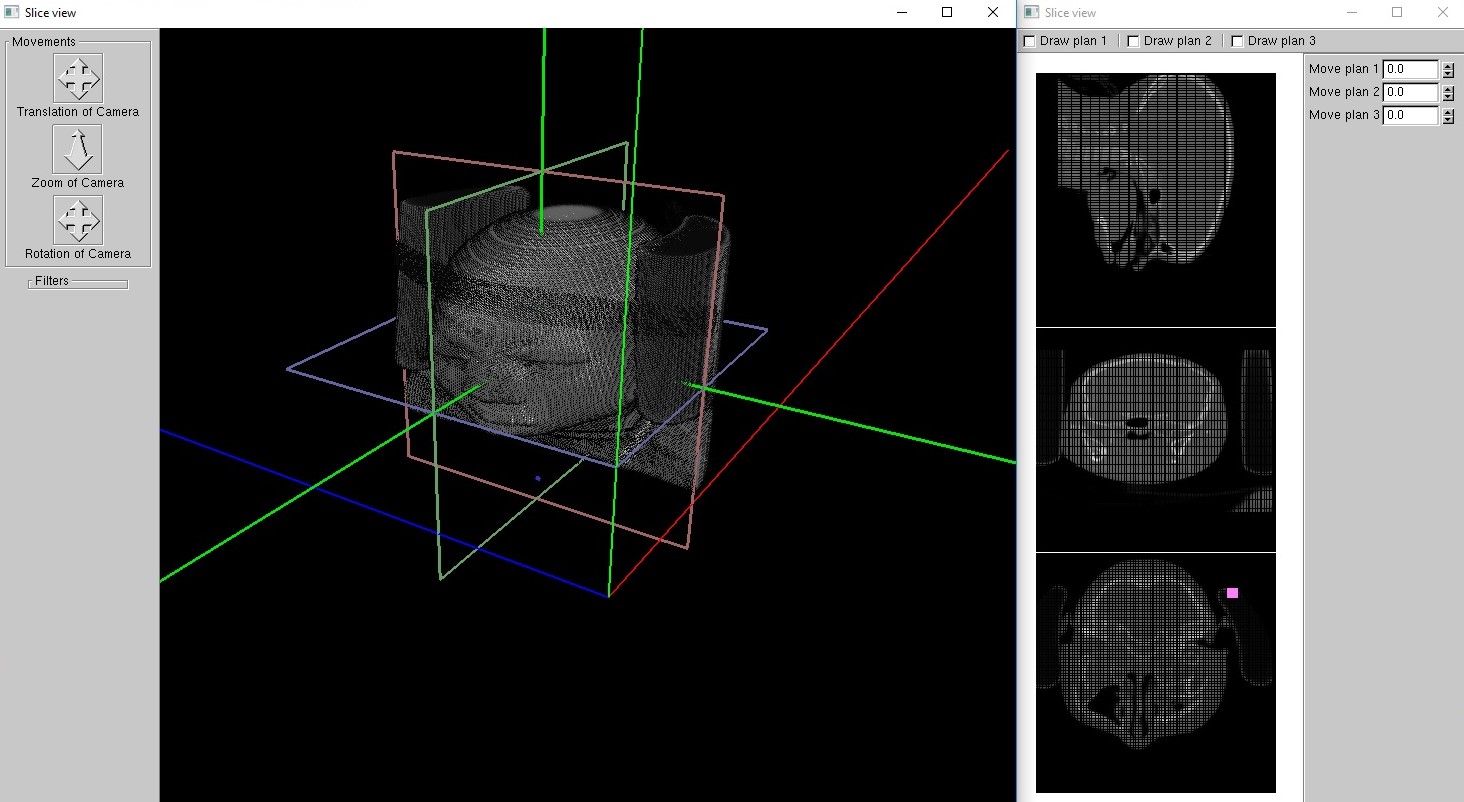 Slice view
Movements
Translation of Camera
Zoom of Camera
Rotation of Camera
Filters
Slice view
Draw plan 1 Draw plan 2 Draw plan 3
Move plan 1 0.0
Move plan 2 0.0
Move plan 3 0.0